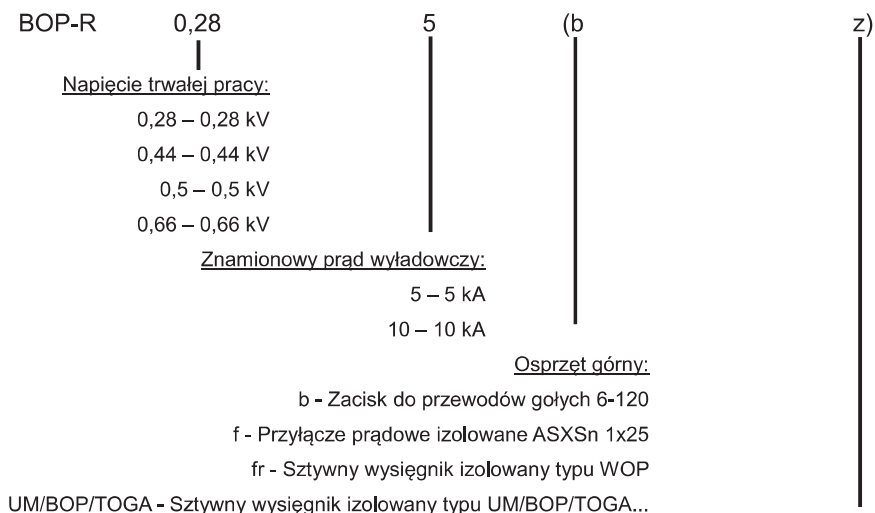 BOP-R 0,28 5 (b z)
Napięcie trwałej pracy:
0,28 – 0,28 kV
0,44 – 0,44 kV
0,5 – 0,5 kV
0,66 – 0,66 kV
Znamionowy prąd wyładowczy:
5 – 5 kA
10 – 10 kA
Osprzęt górny:
b - Zacisk do przewodów gołych 6-120
f - Przyłącze prądowe izolowane ASXSn 1x25
fr - Sztywny wysięgnik izolowany typu WOP
UM/BOP/TOGA - Sztywny wysięgnik izolowany typu UM/BOP/TOGA...